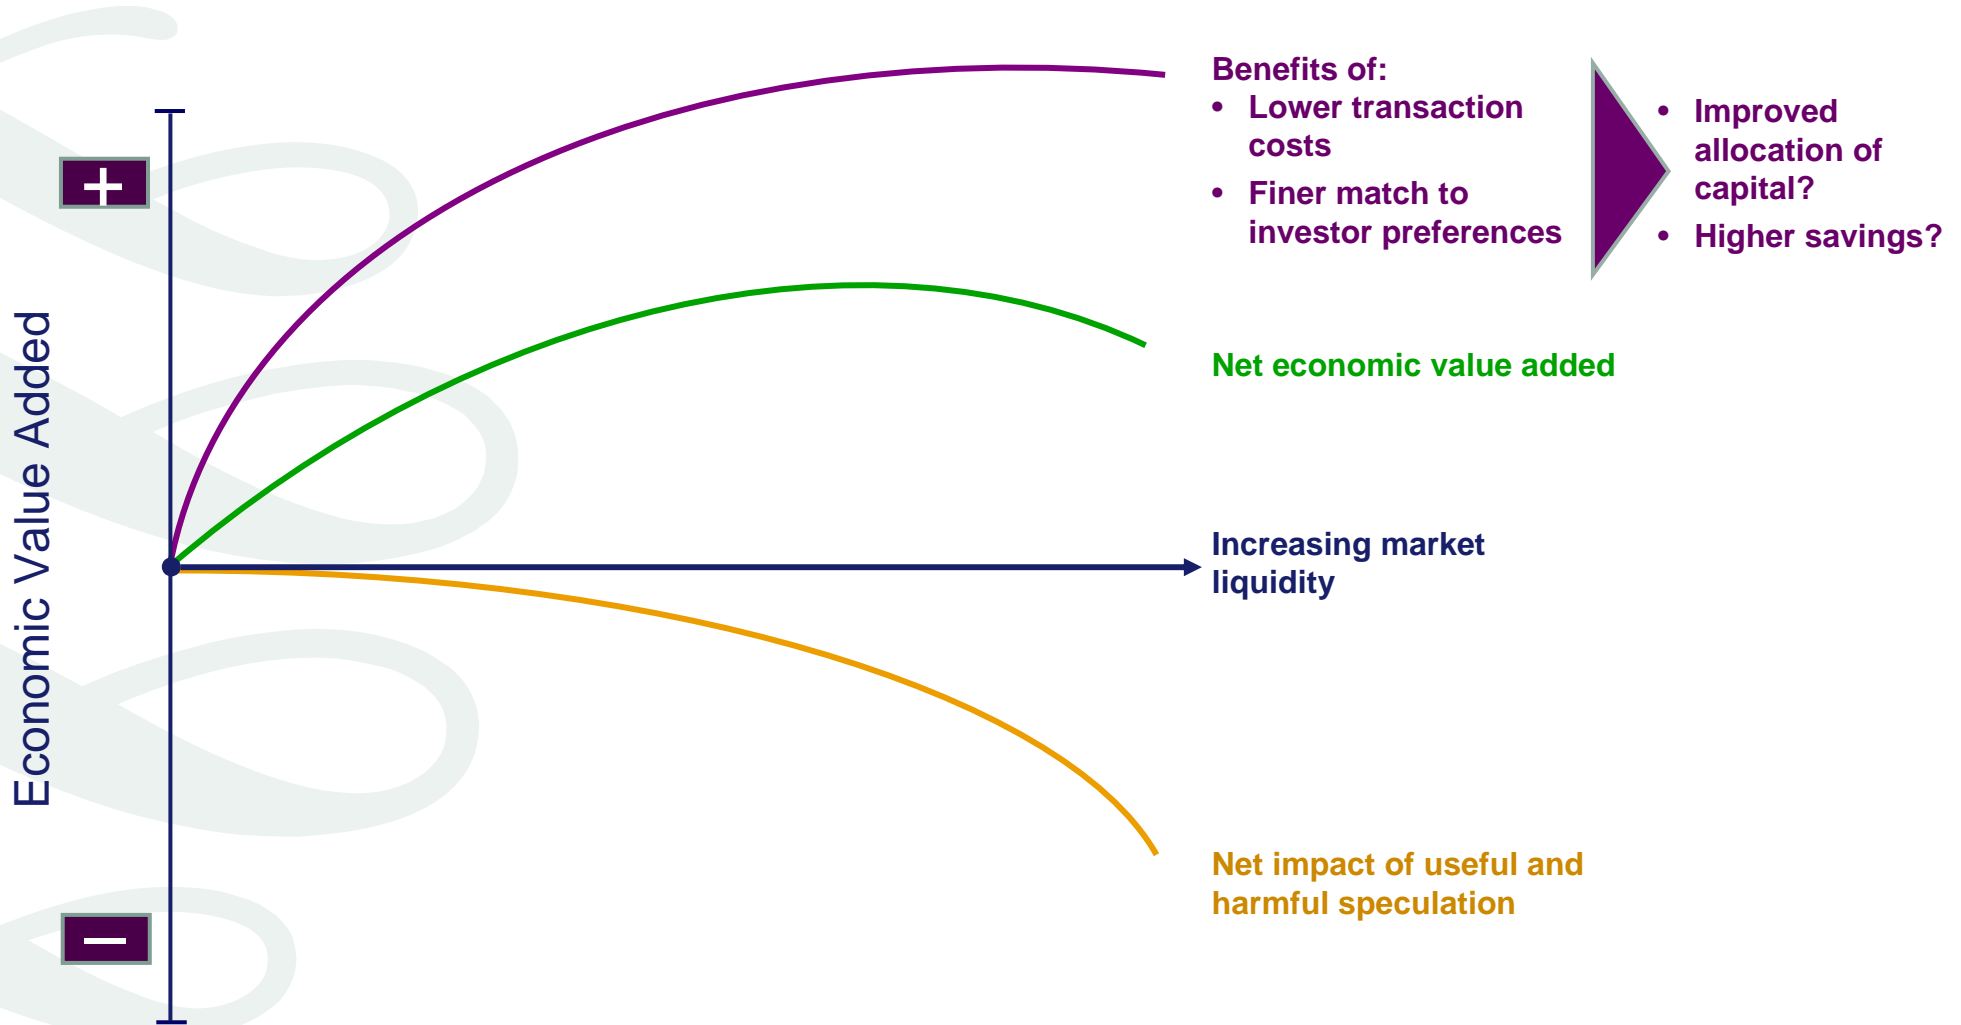 Benefits of:
• Lower transaction
costs
• Finer match to
investor preferences
• Improved
allocation of
capital?
• Higher savings?
+
Economic Value Added
Net economic value added
Increasing market
liquidity
Net impact of useful and
harmful speculation
–